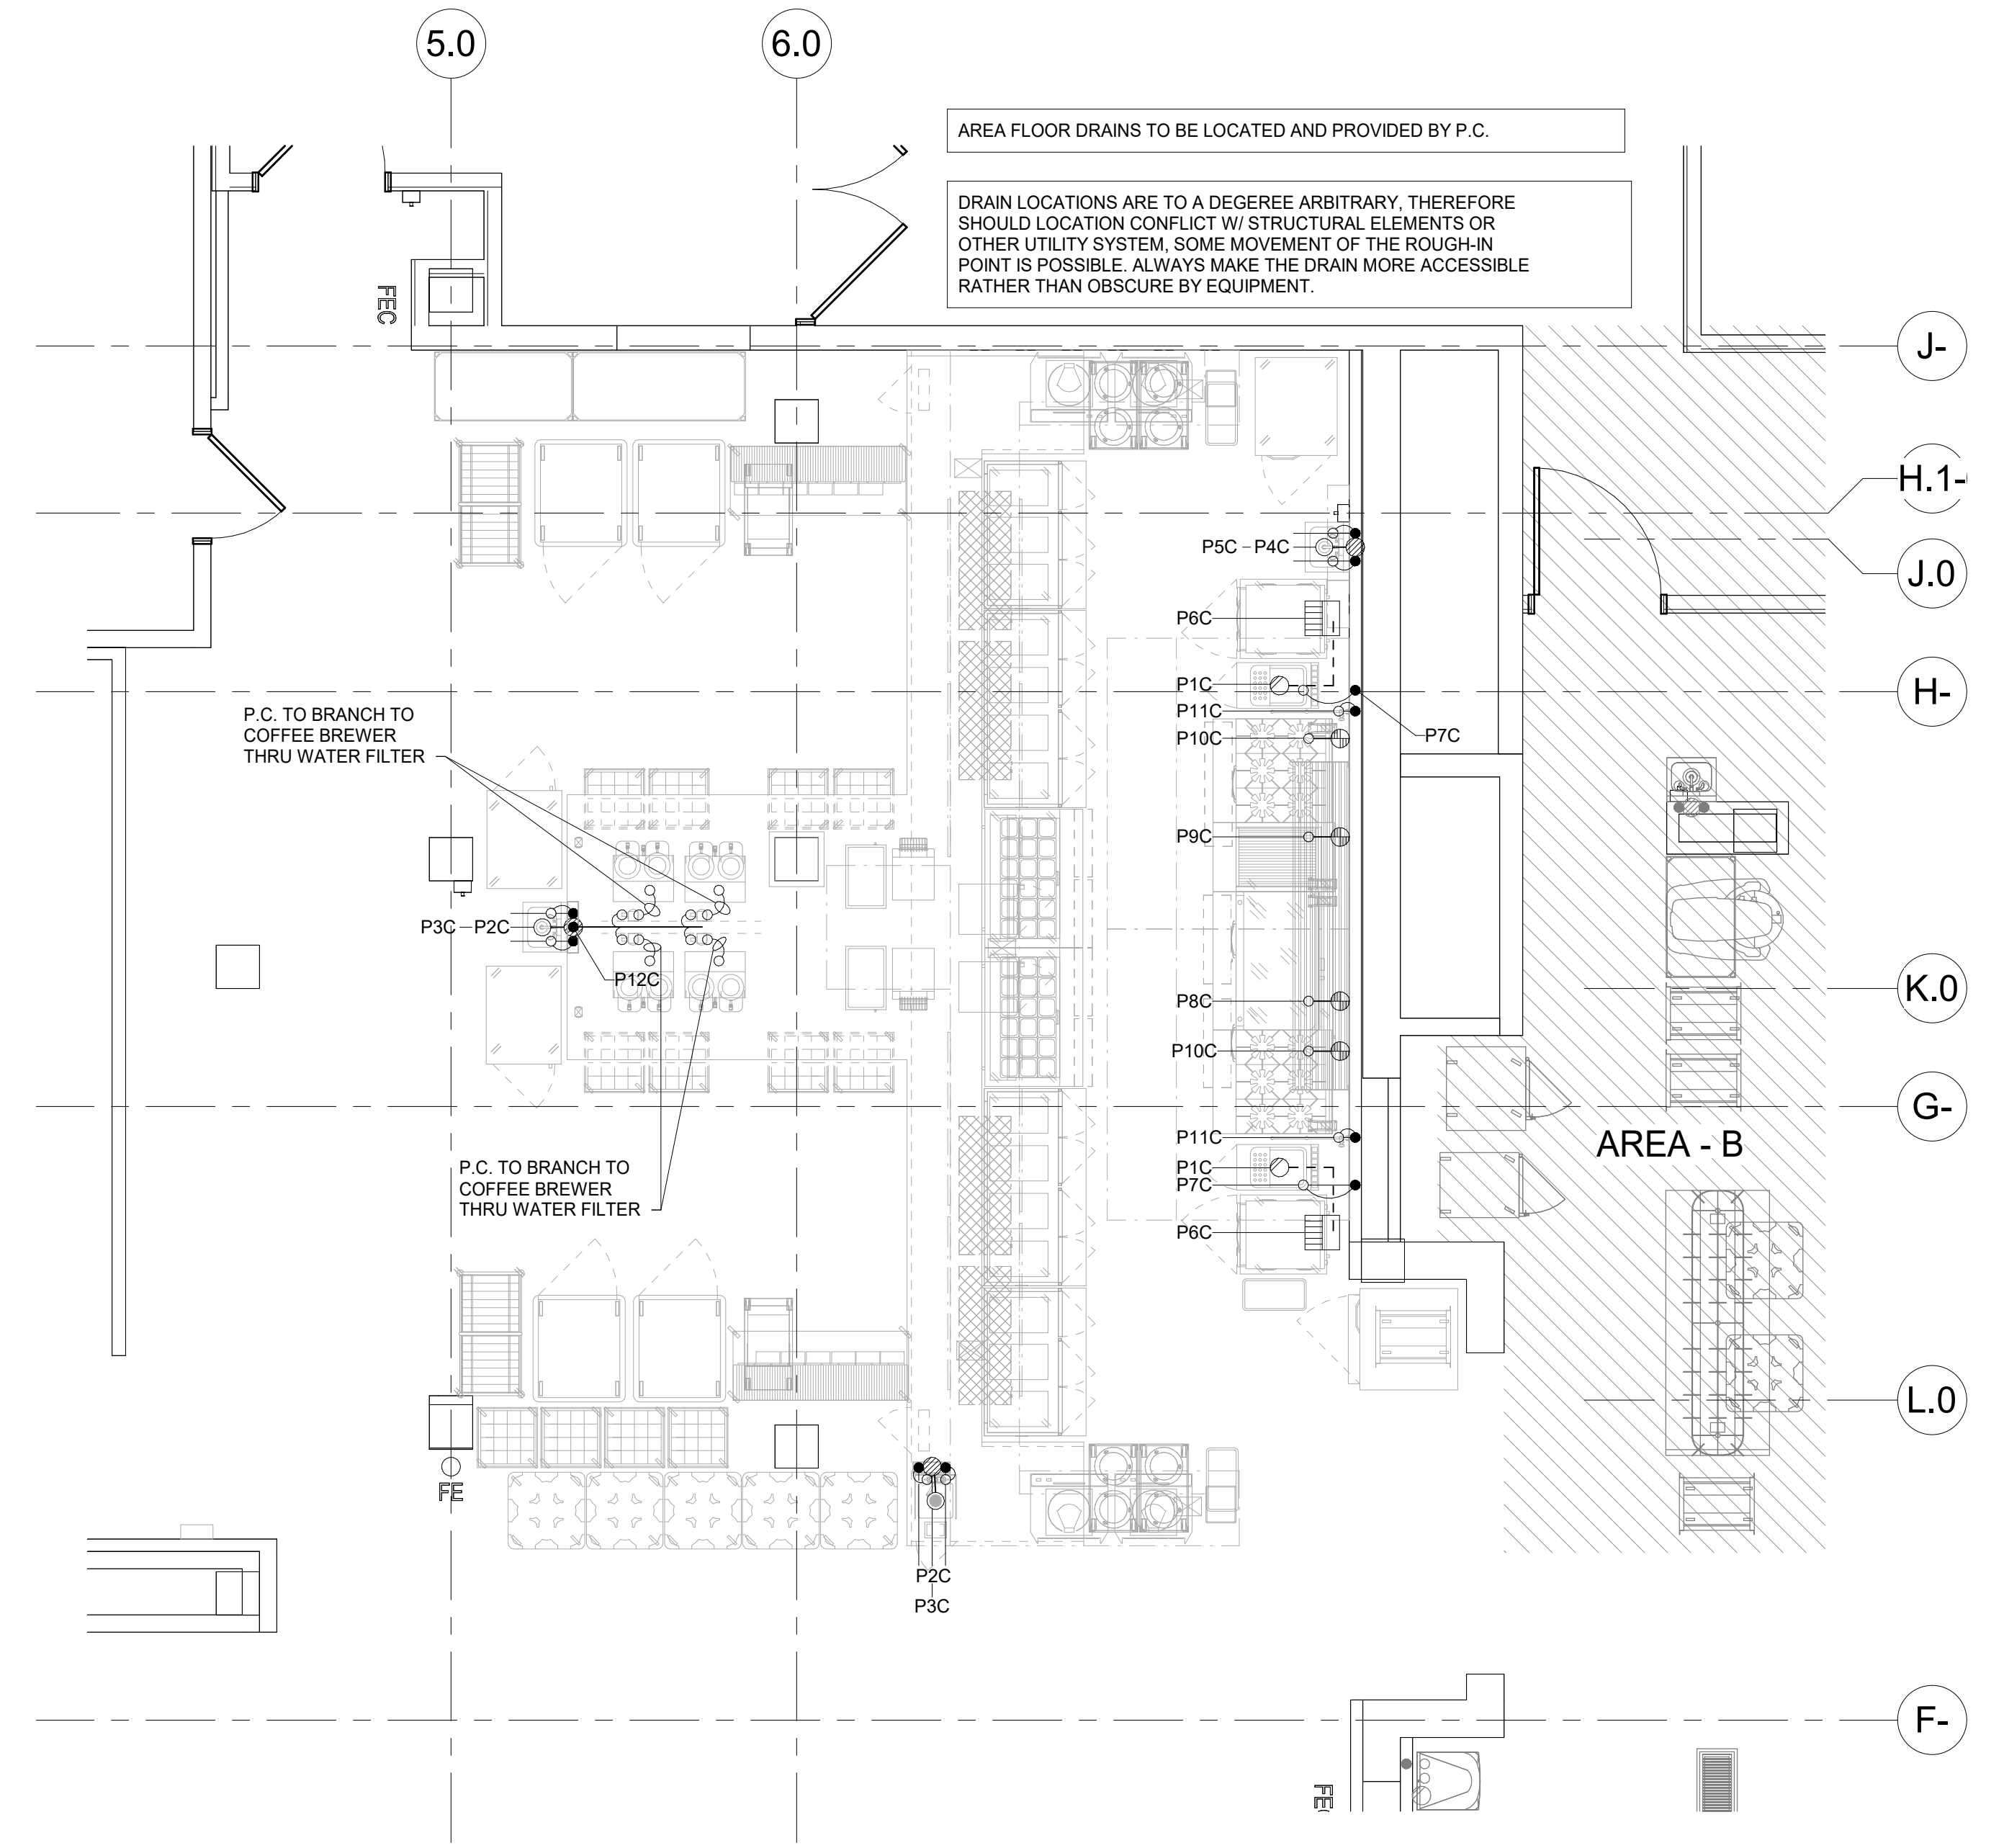 5.0
6.0
AREA FLOOR DRAINS TO BE LOCATED AND PROVIDED BY P.C.
DRAIN LOCATIONS ARE TO A DEGEREE ARBITRARY, THEREFORE
SHOULD LOCATION CONFLICT W/ STRUCTURAL ELEMENTS OR
OTHER UTILITY SYSTEM, SOME MOVEMENT OF THE ROUGH-IN
POINT IS POSSIBLE. ALWAYS MAKE THE DRAIN MORE ACCESSIBLE
RATHER THAN OBSCURE BY EQUIPMENT.
FEC
J-
H.1-
P5C
P4C
J.0
P6C
P1C
H-
P11C
P7C
P10C
P.C. TO BRANCH TO
COFFEE BREWER
THRU WATER FILTER
P9C
P3C
P2C
P12C
K.0
P8C
P10C
G-
AREA - B
P11C
P1C
P7C
P.C. TO BRANCH TO
COFFEE BREWER
THRU WATER FILTER
P6C
L.0
FE
P2C
P3C
F-